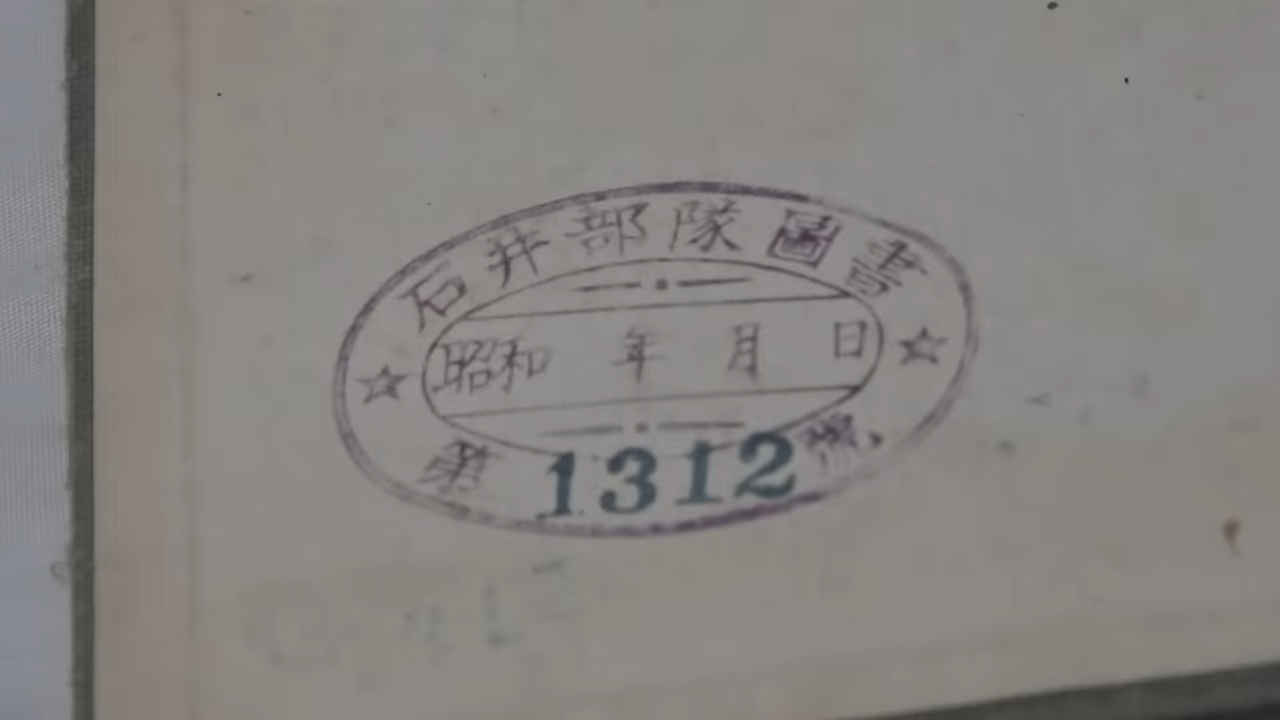 石井部隊圖書
昭和 年 月 日
第 1312 號